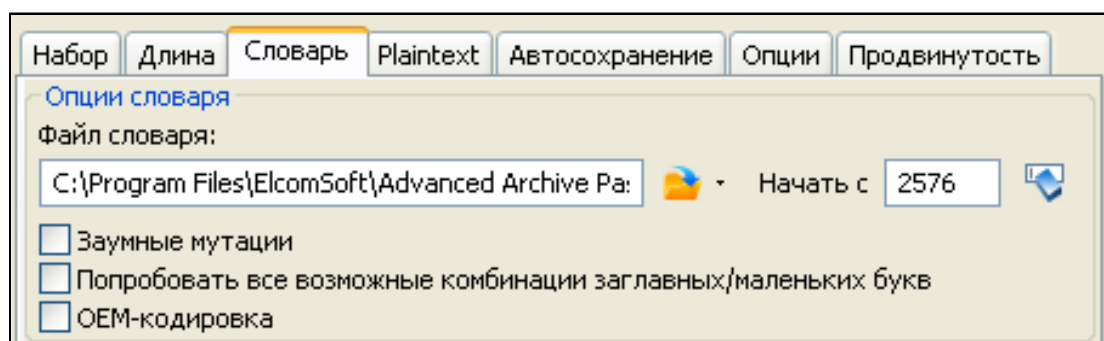 Набор Длина Словарь Plaintext Автосохранение Опции Продвинутость
Опции словаря
Файл словаря:
C:\Program Files\ElcomSoft\Advanced Archive Pa: Начать с 2576
Заумные мутации
Попробовать все возможные комбинации заглавных/маленьких букв
OEM-кодировка